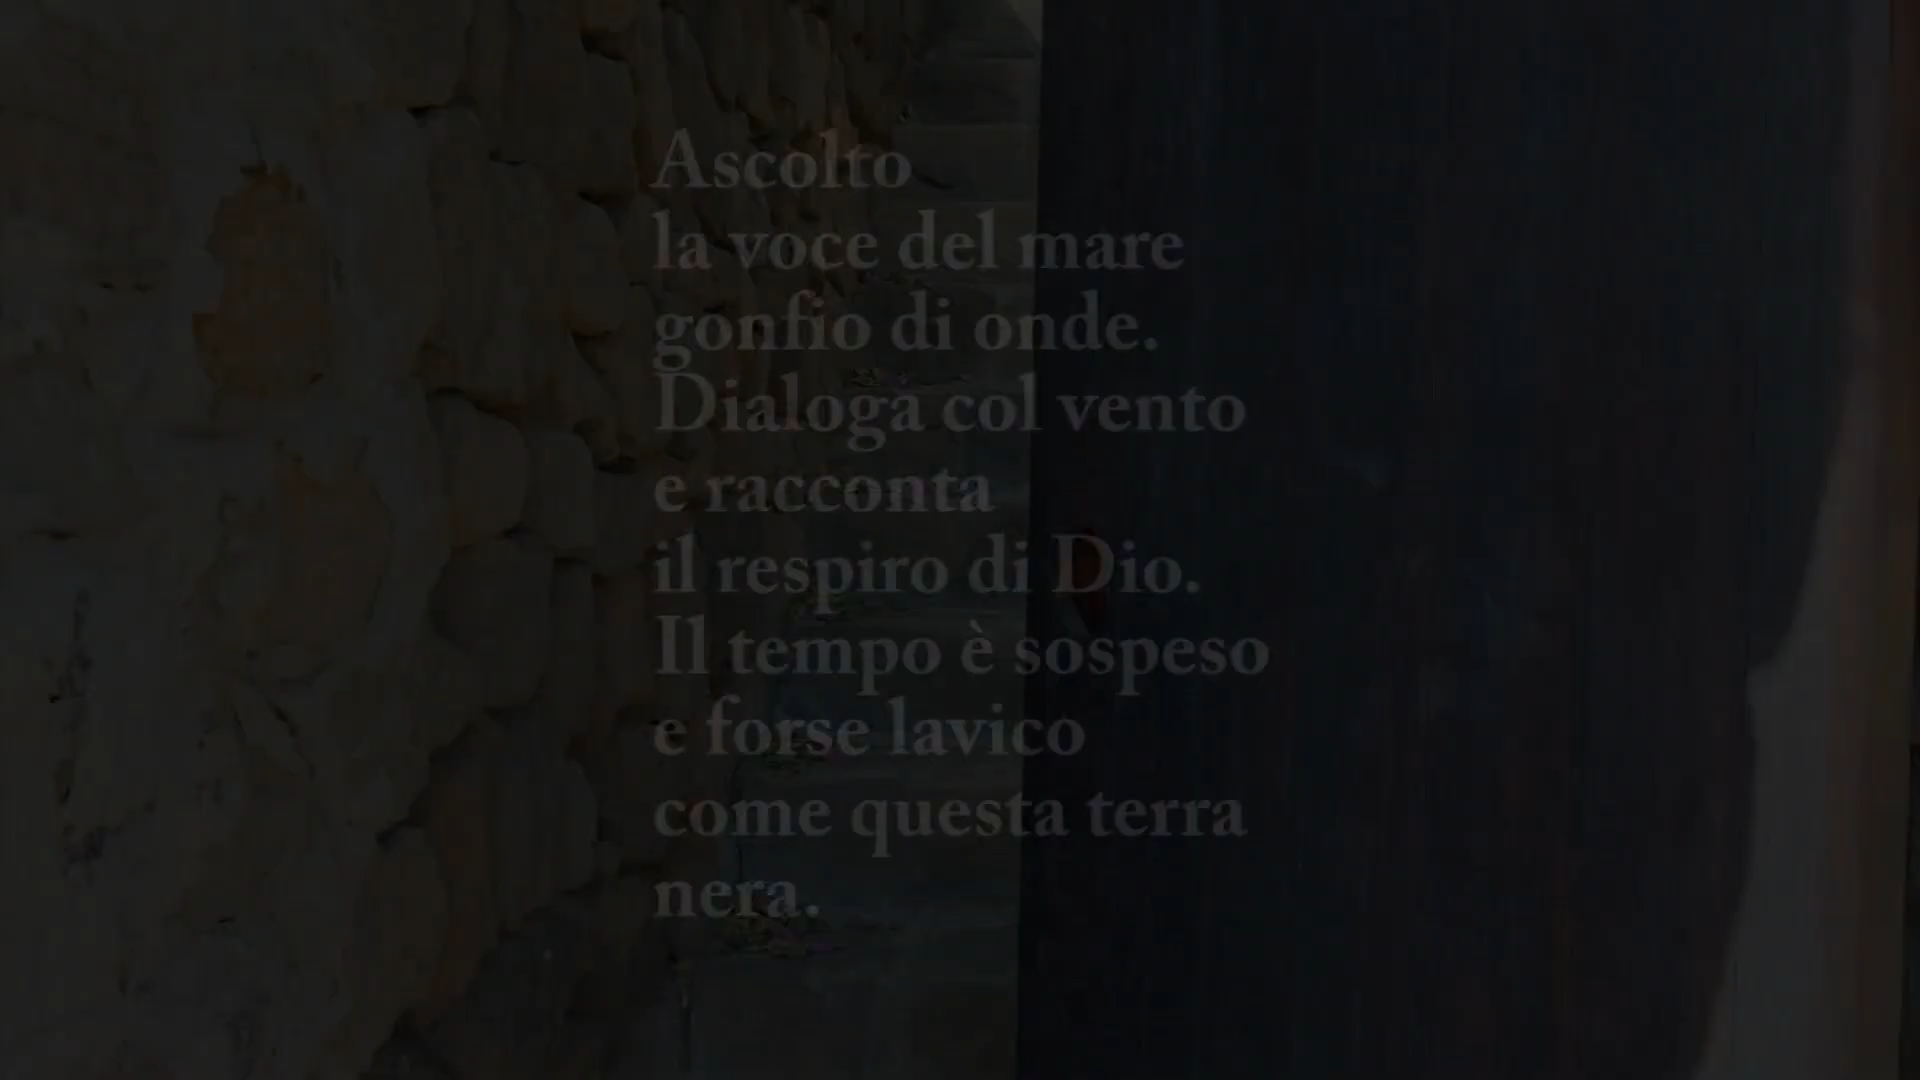 Ascolto
la voce del mare
gonfio di onde.
Dialoga col vento
e racconta
il respiro di Dio.
Il tempo è sospeso
e forse lavico
come questa terra
nera.